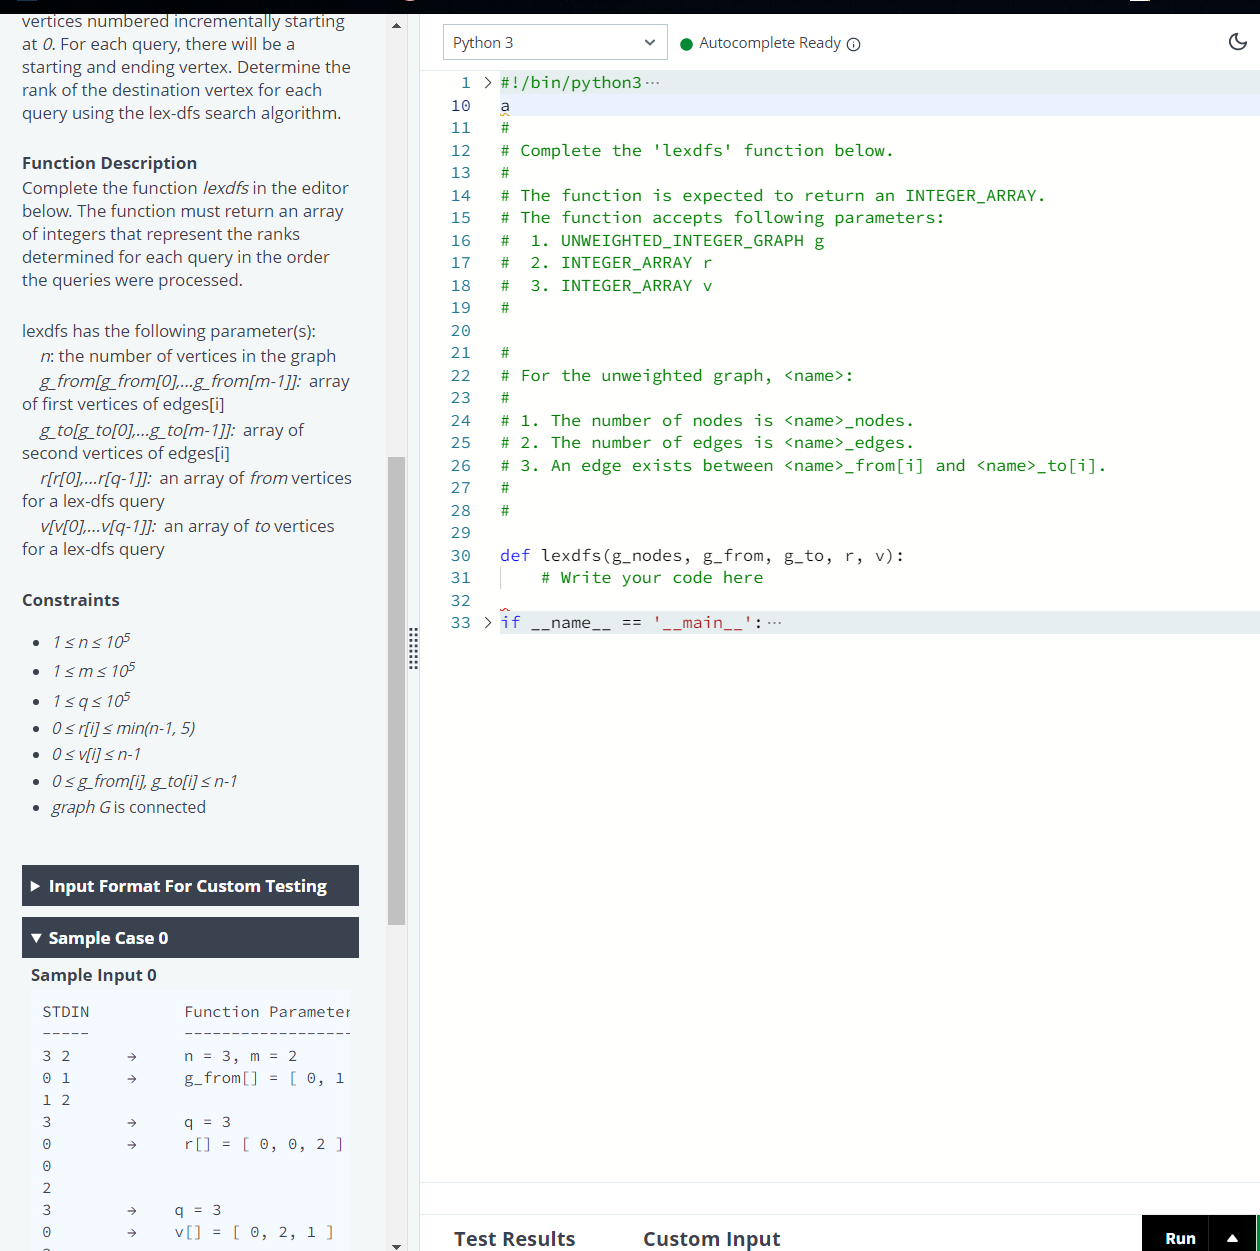 vertices numbered incrementally starting
at 0. For each query, there will be a
starting and ending vertex. Determine the
rank of the destination vertex for each
query using the lex-dfs search algorithm.
Function Description
Complete the function lexdfs in the editor
below. The function must return an array
of integers that represent the ranks
determined for each query in the order
the queries were processed.
lexdfs has the following parameter(s):
n: the number of vertices in the graph
g_from[g_from[0],...g_from[m-1]]: array
of first vertices of edges[i]
g_to[g_to[0],...g_to[m-1]]: array of
second vertices of edges[i]
r[r[0],...r[q-1]]: an array of from vertices
for a lex-dfs query
v[v[0],...v[q-1]]: an array of to vertices
for a lex-dfs query
Constraints
• 1 ≤ n ≤ 10⁵
• 1 ≤ m ≤ 10⁵
• 1 ≤ q ≤ 10⁵
• 0 ≤ r[i] ≤ min(n-1, 5)
• 0 ≤ v[i] ≤ n-1
• 0 ≤ g_from[i], g_to[i] ≤ n-1
• graph G is connected
▶ Input Format For Custom Testing
▼ Sample Case 0
Sample Input 0
STDIN Function Parameter
----- ------------------
3 2 → n = 3, m = 2
0 1 → g_from[] = [ 0, 1
1 2
3 → q = 3
0 → r[] = [ 0, 0, 2 ]
0
2
3 → q = 3
0 → v[] = [ 0, 2, 1 ]
Python 3
Autocomplete Ready
1 > #!/bin/python3 ···
10 a
11 #
12 # Complete the 'lexdfs' function below.
13 #
14 # The function is expected to return an INTEGER_ARRAY.
15 # The function accepts following parameters:
16 #  1. UNWEIGHTED_INTEGER_GRAPH g
17 #  2. INTEGER_ARRAY r
18 #  3. INTEGER_ARRAY v
19 #
20
21 #
22 # For the unweighted graph, <name>:
23 #
24 # 1. The number of nodes is <name>_nodes.
25 # 2. The number of edges is <name>_edges.
26 # 3. An edge exists between <name>_from[i] and <name>_to[i].
27 #
28 #
29
30 def lexdfs(g_nodes, g_from, g_to, r, v):
31     # Write your code here
32
33 > if __name__ == '__main__': ···
Test Results Custom Input
Run